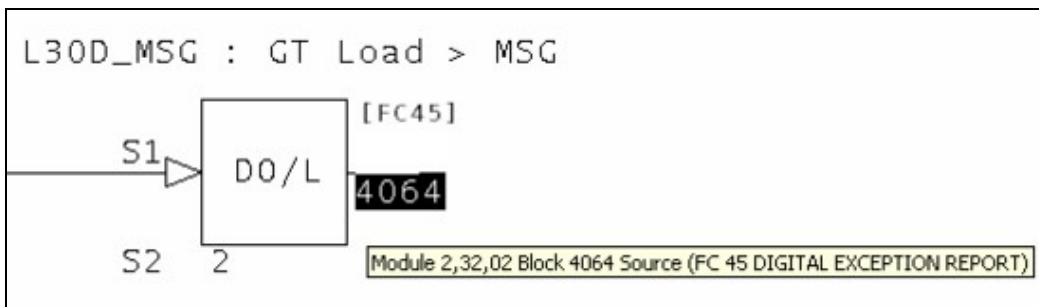 L30D_MSG : GT Load > MSG
[FC45]
S1
DO/L
4064
S2 2
Module 2,32,02 Block 4064 Source (FC 45 DIGITAL EXCEPTION REPORT)